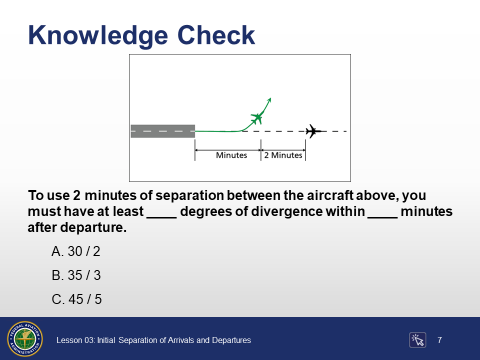 Knowledge Check
Minutes
2 Minutes
To use 2 minutes of separation between the aircraft above, you
must have at least ____ degrees of divergence within ____ minutes
after departure.
A. 30 / 2
B. 35 / 3
C. 45 / 5
Lesson 03: Initial Separation of Arrivals and Departures
7